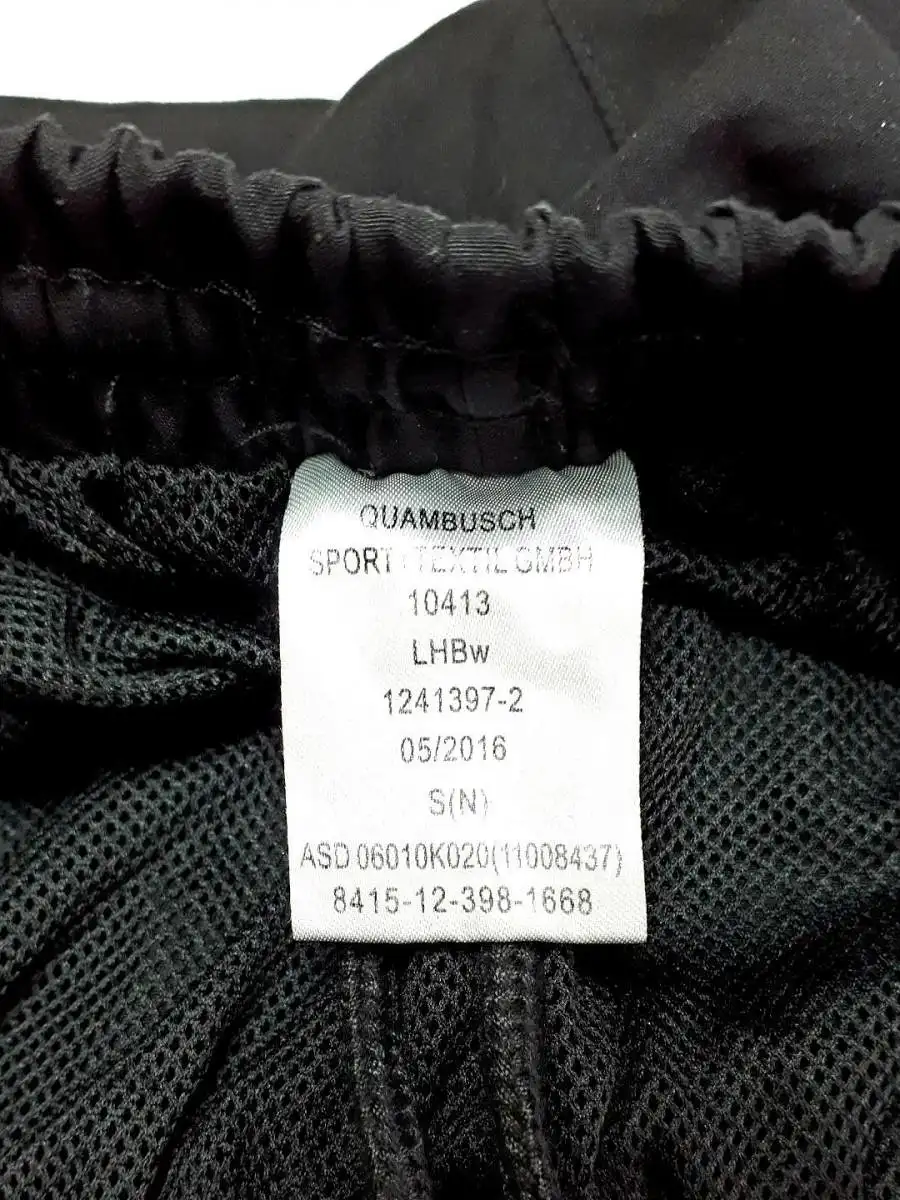 QUAMBUSCH
SPORT+TEXTIL GMBH
10413
LHBw
1241397-2
05/2016
S(N)
ASD 06010K020(11008437)
8415-12-398-1668